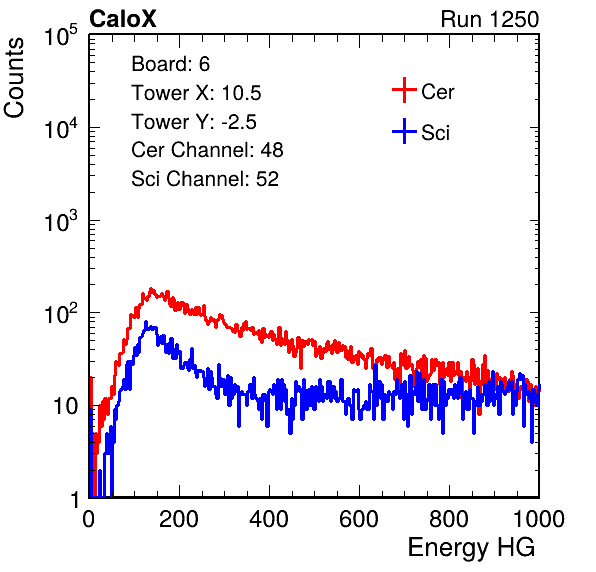 CaloX Run 1250
Counts
10^5
10^4
10^3
10^2
10
1
Board: 6
Tower X: 10.5
Tower Y: -2.5
Cer Channel: 48
Sci Channel: 52
Cer
Sci
0 200 400 600 800 1000
Energy HG